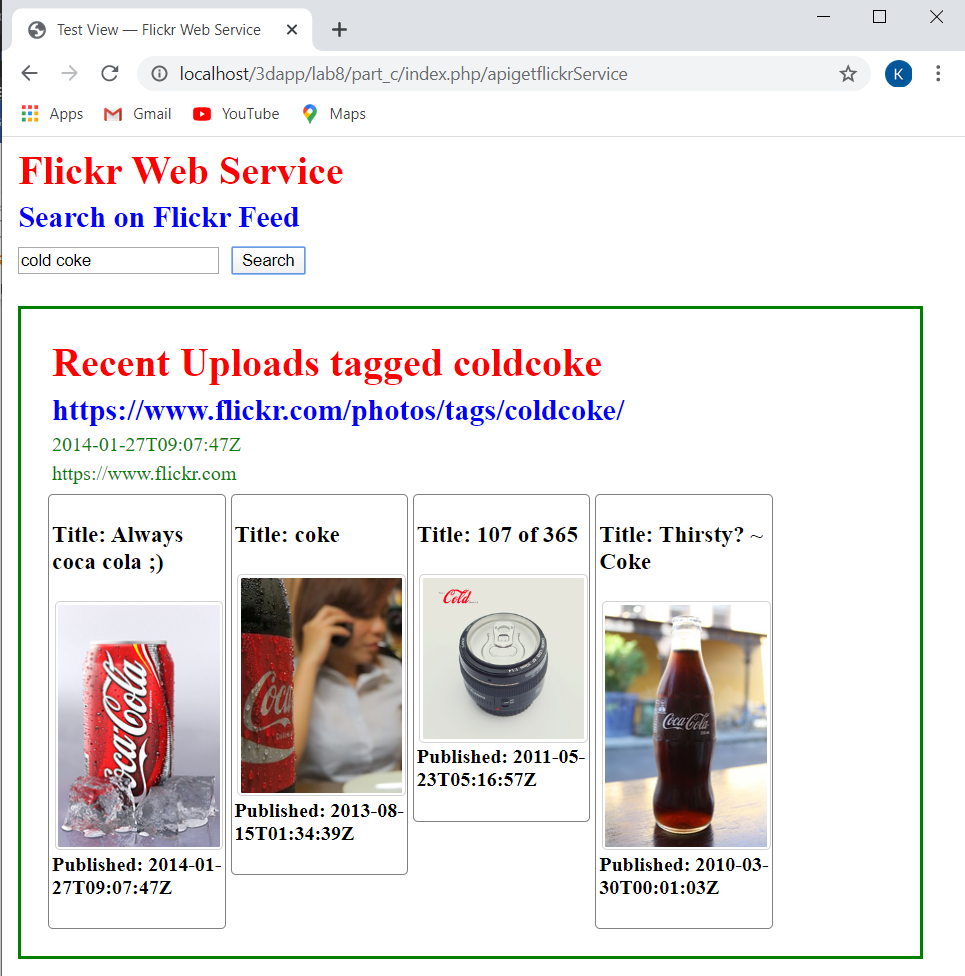 Test View — Flickr Web Service
localhost/3dapp/lab8/part_c/index.php/apigetflickrService
K
Apps
Gmail
YouTube
Maps
Flickr Web Service
Search on Flickr Feed
cold coke
Search
Recent Uploads tagged coldcoke
https://www.flickr.com/photos/tags/coldcoke/
2014-01-27T09:07:47Z
https://www.flickr.com
Title: Always
coca cola ;)
Coca-Cola
Published: 2014-01-
27T09:07:47Z
Title: coke
Coca
Published: 2013-08-
15T01:34:39Z
Title: 107 of 365
Cold
Published: 2011-05-
23T05:16:57Z
Title: Thirsty? ~
Coke
Coca-Cola
Published: 2010-03-
30T00:01:03Z